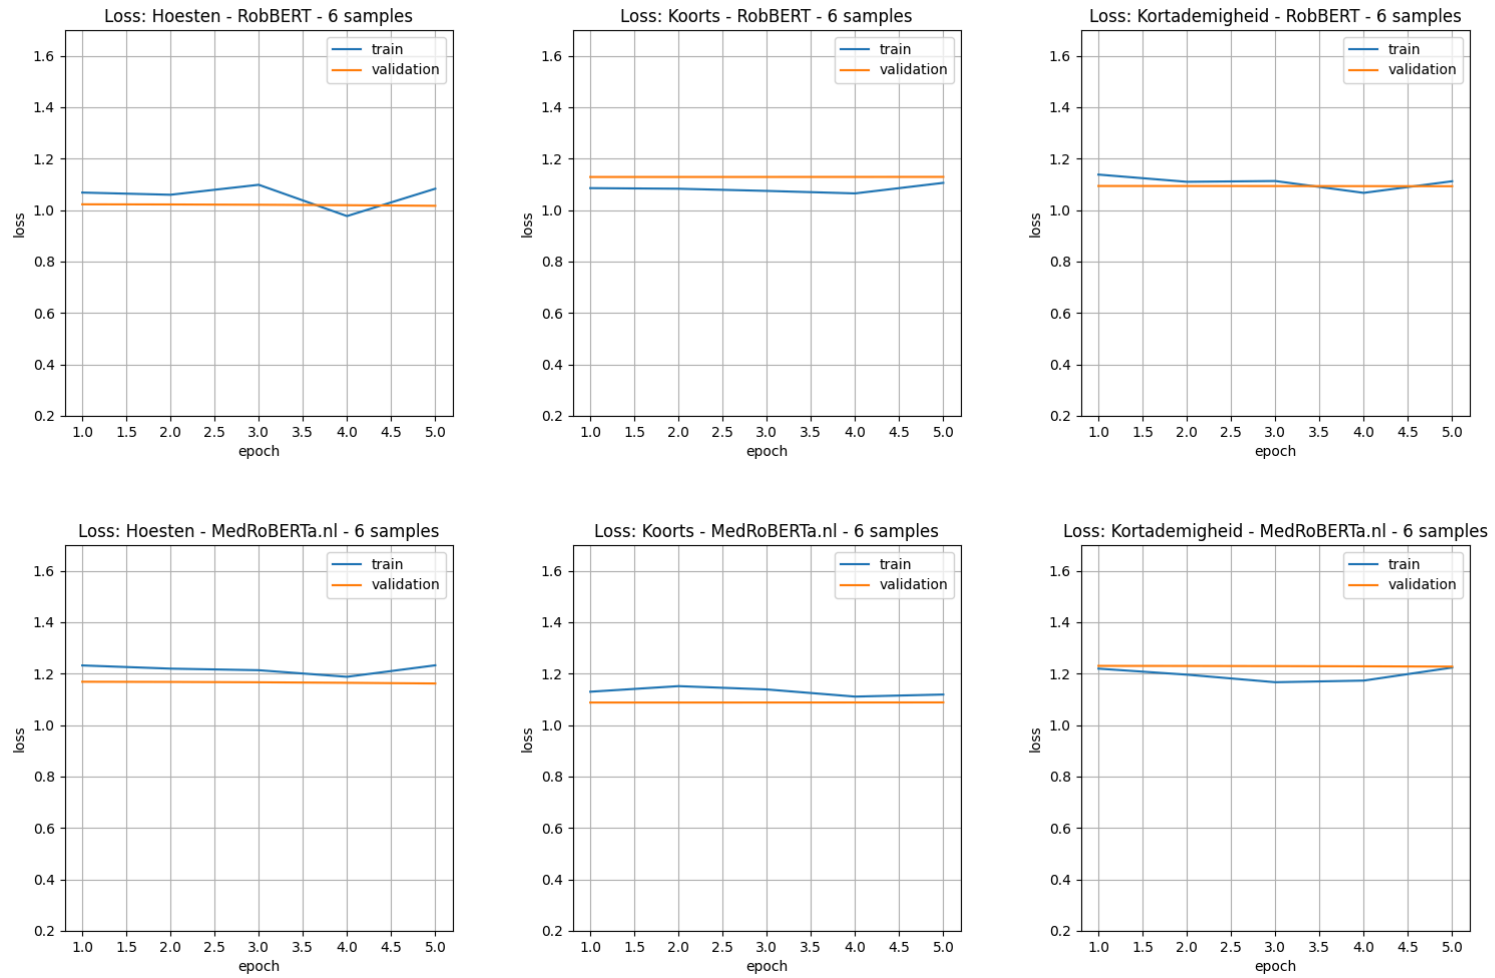 Loss: Hoesten - RobBERT - 6 samples
train
validation
1.6
1.4
1.2
1.0
0.8
0.6
0.4
0.2
loss
1.0 1.5 2.0 2.5 3.0 3.5 4.0 4.5 5.0
epoch
Loss: Koorts - RobBERT - 6 samples
train
validation
1.6
1.4
1.2
1.0
0.8
0.6
0.4
0.2
loss
1.0 1.5 2.0 2.5 3.0 3.5 4.0 4.5 5.0
epoch
Loss: Kortademigheid - RobBERT - 6 samples
train
validation
1.6
1.4
1.2
1.0
0.8
0.6
0.4
0.2
loss
1.0 1.5 2.0 2.5 3.0 3.5 4.0 4.5 5.0
epoch
Loss: Hoesten - MedRoBERTa.nl - 6 samples
train
validation
1.6
1.4
1.2
1.0
0.8
0.6
0.4
0.2
loss
1.0 1.5 2.0 2.5 3.0 3.5 4.0 4.5 5.0
epoch
Loss: Koorts - MedRoBERTa.nl - 6 samples
train
validation
1.6
1.4
1.2
1.0
0.8
0.6
0.4
0.2
loss
1.0 1.5 2.0 2.5 3.0 3.5 4.0 4.5 5.0
epoch
Loss: Kortademigheid - MedRoBERTa.nl - 6 samples
train
validation
1.6
1.4
1.2
1.0
0.8
0.6
0.4
0.2
loss
1.0 1.5 2.0 2.5 3.0 3.5 4.0 4.5 5.0
epoch